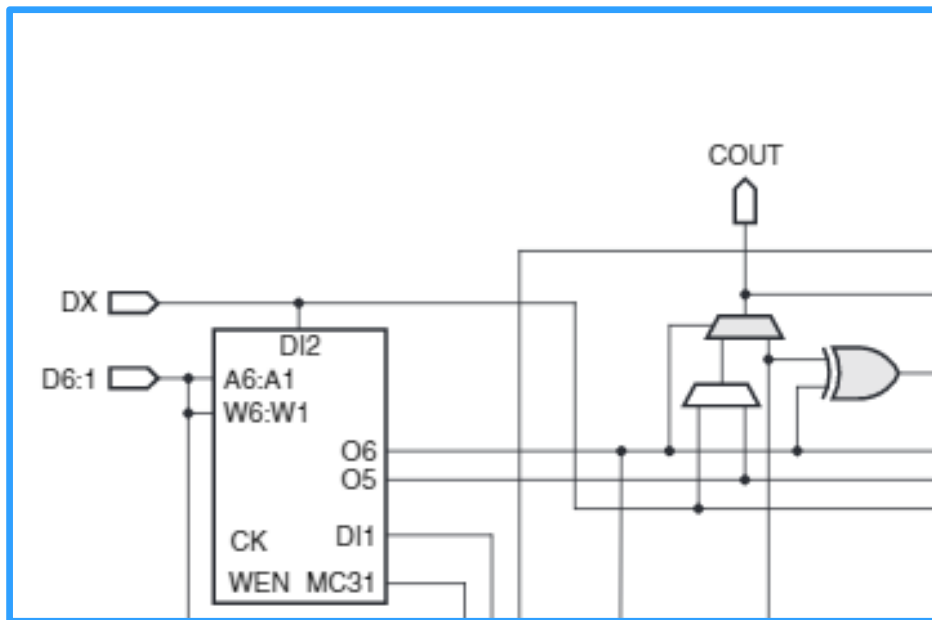 COUT
DX
DI2
D6:1
A6:A1
W6:W1
O6
O5
CK
DI1
WEN
MC31